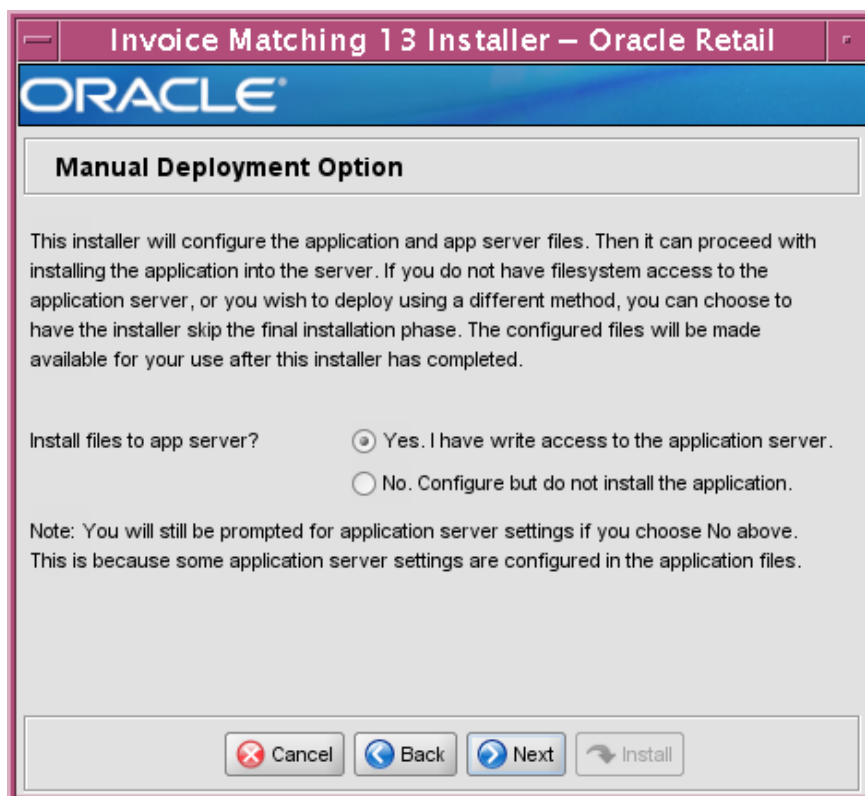 Invoice Matching 13 Installer – Oracle Retail
ORACLE®
Manual Deployment Option
This installer will configure the application and app server files. Then it can proceed with
installing the application into the server. If you do not have filesystem access to the
application server, or you wish to deploy using a different method, you can choose to
have the installer skip the final installation phase. The configured files will be made
available for your use after this installer has completed.
Install files to app server?
Yes. I have write access to the application server.
No. Configure but do not install the application.
Note: You will still be prompted for application server settings if you choose No above.
This is because some application server settings are configured in the application files.
Cancel
Back
Next
Install